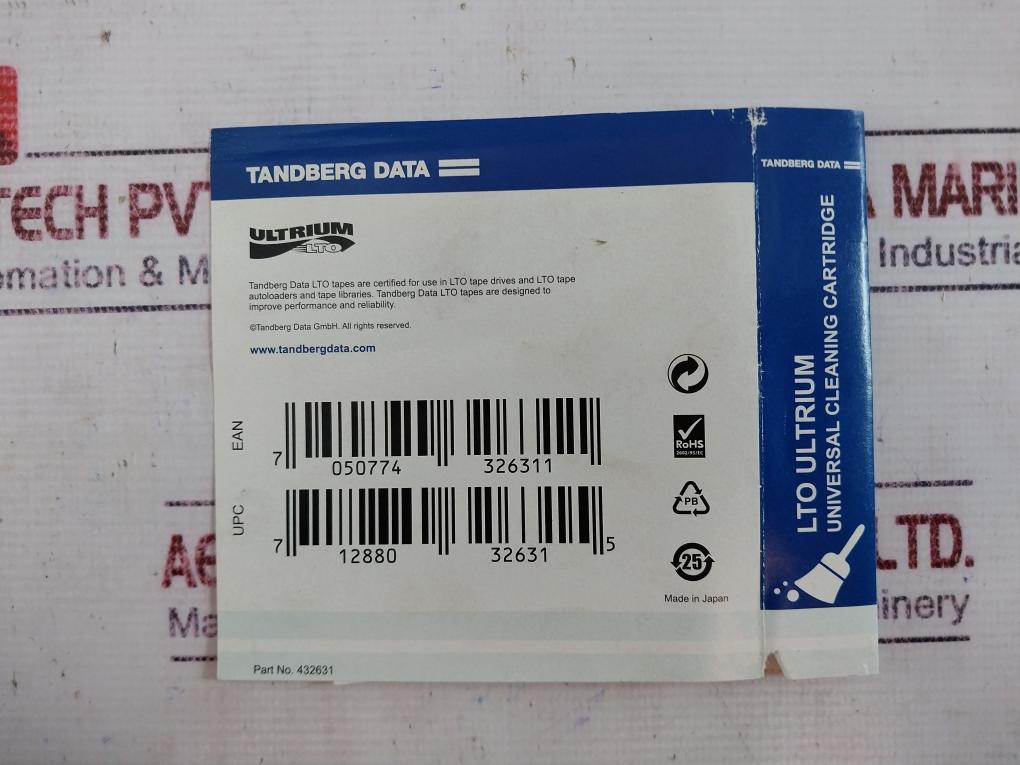 TANDBERG DATA
ULTRIUM
LTO
Tandberg Data LTO tapes are certified for use in LTO tape drives and LTO tape
autoloaders and tape libraries. Tandberg Data LTO tapes are designed to
improve performance and reliability.
©Tandberg Data GmbH. All rights reserved.
www.tandbergdata.com
EAN
7 050774 326311
UPC
7 12880 32631 5
RoHS
2002/95/EC
PB
25
Made in Japan
Part No. 432631
TANDBERG DATA
LTO ULTRIUM
UNIVERSAL CLEANING CARTRIDGE
TECH PV
omation & M
A MARI
Industria
LTD.
inery
Ma